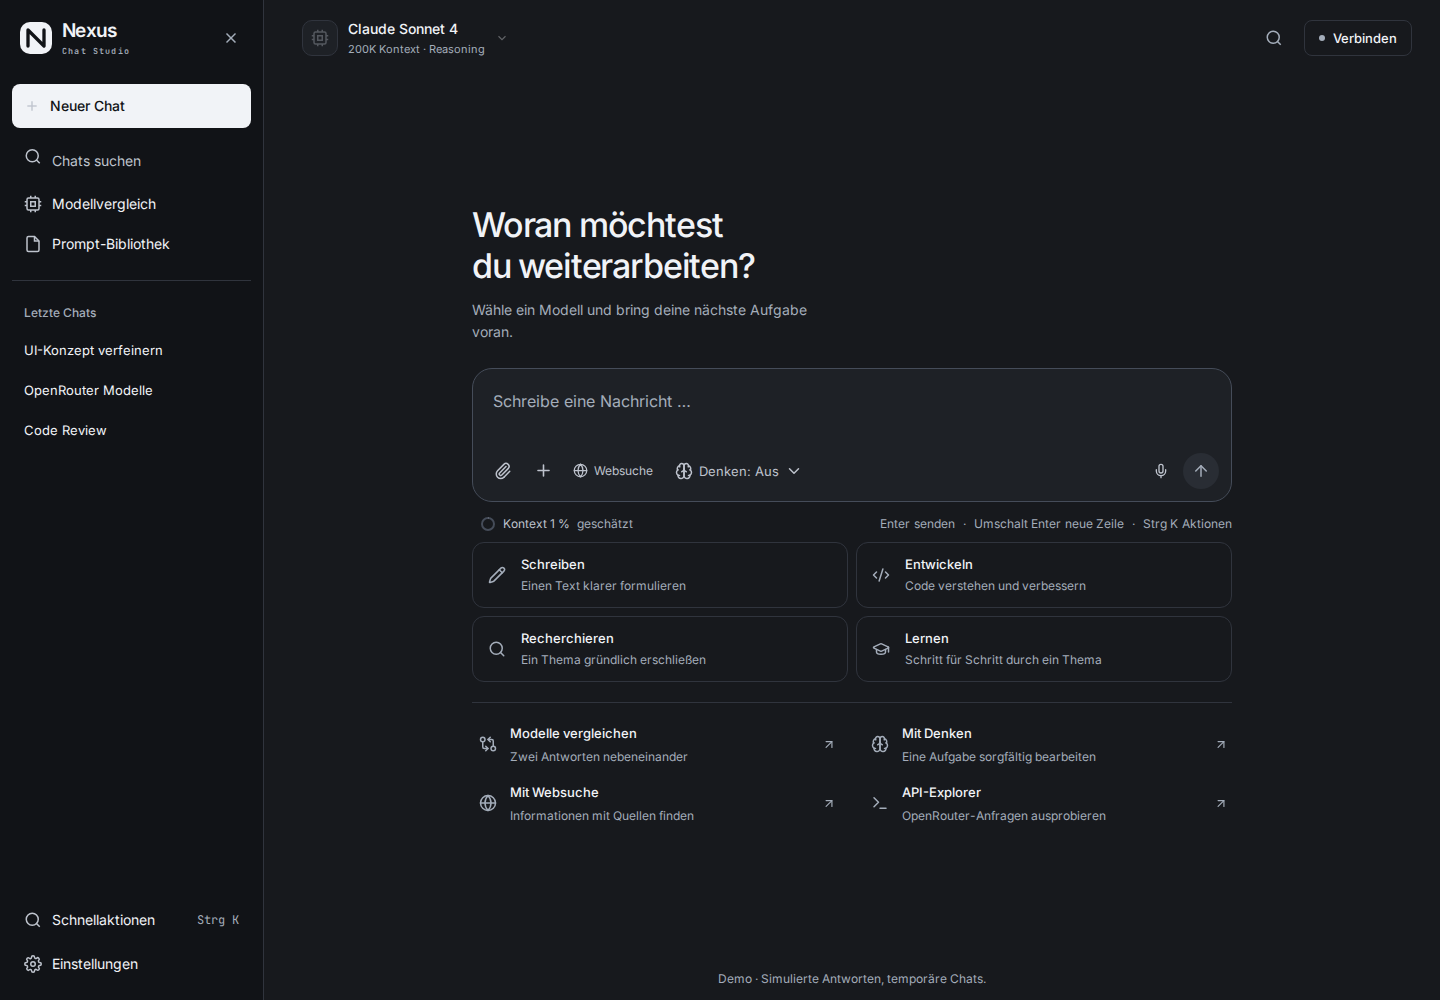 Nexus
Chat Studio
Neuer Chat
Chats suchen
Modellvergleich
Prompt-Bibliothek
Letzte Chats
UI-Konzept verfeinern
OpenRouter Modelle
Code Review
Schnellaktionen
Strg K
Einstellungen
Claude Sonnet 4
200K Kontext · Reasoning
Verbinden
Woran möchtest
du weiterarbeiten?
Wähle ein Modell und bring deine nächste Aufgabe
voran.
Schreibe eine Nachricht ...
Websuche
Denken: Aus
Kontext 1 % geschätzt
Enter senden · Umschalt Enter neue Zeile · Strg K Aktionen
Schreiben
Einen Text klarer formulieren
Entwickeln
Code verstehen und verbessern
Recherchieren
Ein Thema gründlich erschließen
Lernen
Schritt für Schritt durch ein Thema
Modelle vergleichen
Zwei Antworten nebeneinander
Mit Denken
Eine Aufgabe sorgfältig bearbeiten
Mit Websuche
Informationen mit Quellen finden
API-Explorer
OpenRouter-Anfragen ausprobieren
Demo · Simulierte Antworten, temporäre Chats.